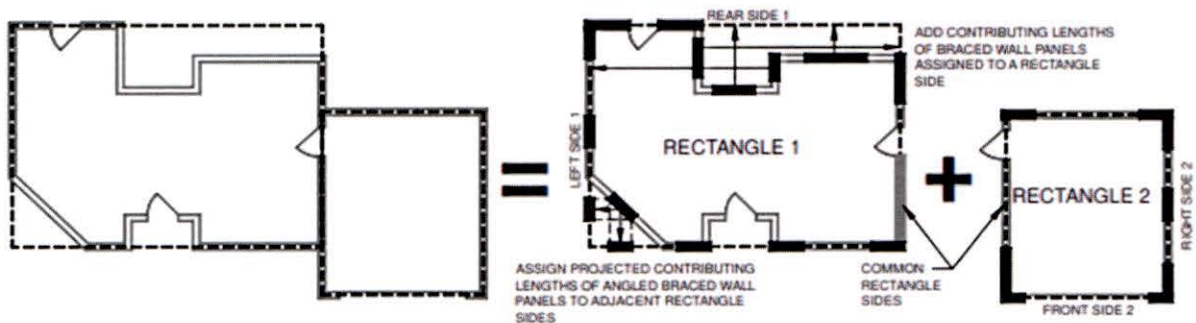 REAR SIDE 1
ADD CONTRIBUTING LENGTHS
OF BRACED WALL PANELS
ASSIGNED TO A RECTANGLE
SIDE
LEFT SIDE 1
RECTANGLE 1
RECTANGLE 2
RIGHT SIDE 2
ASSIGN PROJECTED CONTRIBUTING
LENGTHS OF ANGLED BRACED WALL
PANELS TO ADJACENT RECTANGLE
SIDES
COMMON
RECTANGLE
SIDES
FRONT SIDE 2